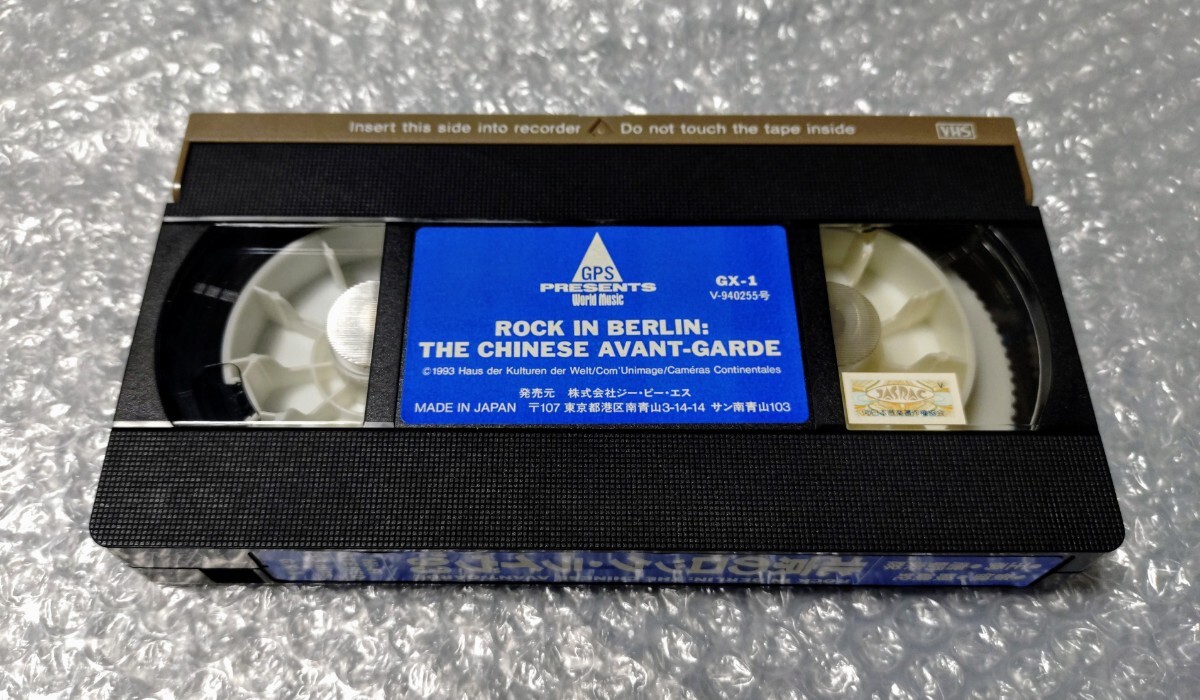 Insert this side into recorder △ Do not touch the tape inside
VHS
GPS
PRESENTS
World Music
GX-1
V-940255号
ROCK IN BERLIN:
THE CHINESE AVANT-GARDE
©1993 Haus der Kulturen der Welt/Com'Unimage/Caméras Continentales
発売元 株式会社ジー・ピー・エス
MADE IN JAPAN 〒107 東京都港区南青山3-14-14 サン南青山103
JASRAC